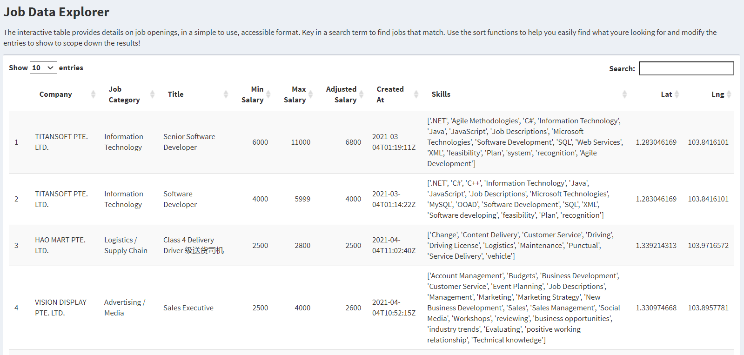 Job Data Explorer
The interactive table provides details on job openings, in a simple to use, accessible format. Key in a search term to find jobs that match. Use the sort functions to help you easily find what youre looking for and modify the
entries to show to scope down the results!
Show 10 entries Search:
Company Job Category Title Min Salary Max Salary Adjusted Salary Created At Skills Lat Lng
1 TITANSOFT PTE. LTD. Information Technology Senior Software Developer 6000 11000 6800 2021-03-04T01:19:11Z
['.NET', 'Agile Methodologies', 'C#', 'Information Technology',
'Java', 'JavaScript', 'Job Descriptions', 'Microsoft
Technologies', 'Software Development', 'SQL', 'Web Services',
'XML', 'feasibility', 'Plan', 'system', 'recognition', 'Agile
Development']
1.283046169 103.8416101
2 TITANSOFT PTE. LTD. Information Technology Software Developer 4000 5999 4000 2021-03-04T01:14:22Z
['.NET', 'C#', 'C++', 'Information Technology', 'Java',
'JavaScript', 'Job Descriptions', 'Microsoft Technologies',
'MySQL', 'OOAD', 'Software Development', 'SQL', 'XML',
'Software developing', 'feasibility', 'Plan', 'recognition']
1.283046169 103.8416101
3 HAO MART PTE. LTD. Logistics / Supply Chain Class 4 Delivery Driver 级送货司机 2500 2800 2500 2021-04-04T11:02:40Z
['Change', 'Content Delivery', 'Customer Service', 'Driving',
'Driving License', 'Logistics', 'Maintenance', 'Punctual',
'Service Delivery', 'vehicle']
1.339214313 103.9716572
4 VISION DISPLAY PTE. LTD. Advertising / Media Sales Executive 2500 4000 2600 2021-04-04T10:52:15Z
['Account Management', 'Budgets', 'Business Development',
'Customer Service', 'Event Planning', 'Job Descriptions',
'Management', 'Marketing', 'Marketing Strategy', 'New
Business Development', 'Sales', 'Sales Management', 'Social
Media', 'Workshops', 'reviewing', 'business opportunities',
'industry trends', 'Evaluating', 'positive working
relationship', 'Technical knowledge']
1.330974668 103.8957781